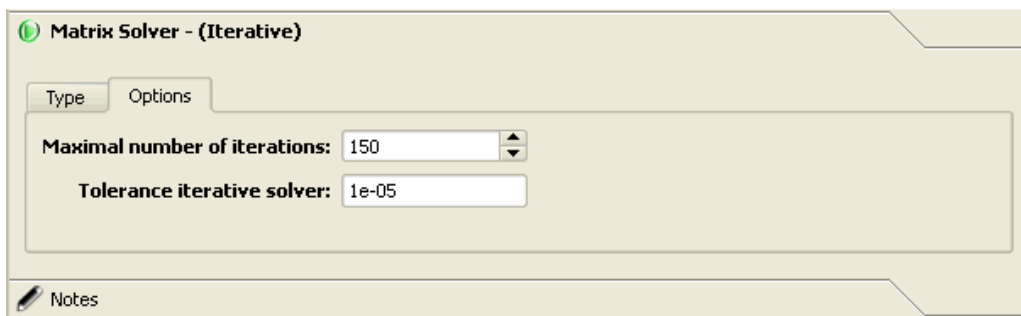 Matrix Solver - (Iterative)
Type Options
Maximal number of iterations: 150
Tolerance iterative solver: 1e-05
Notes